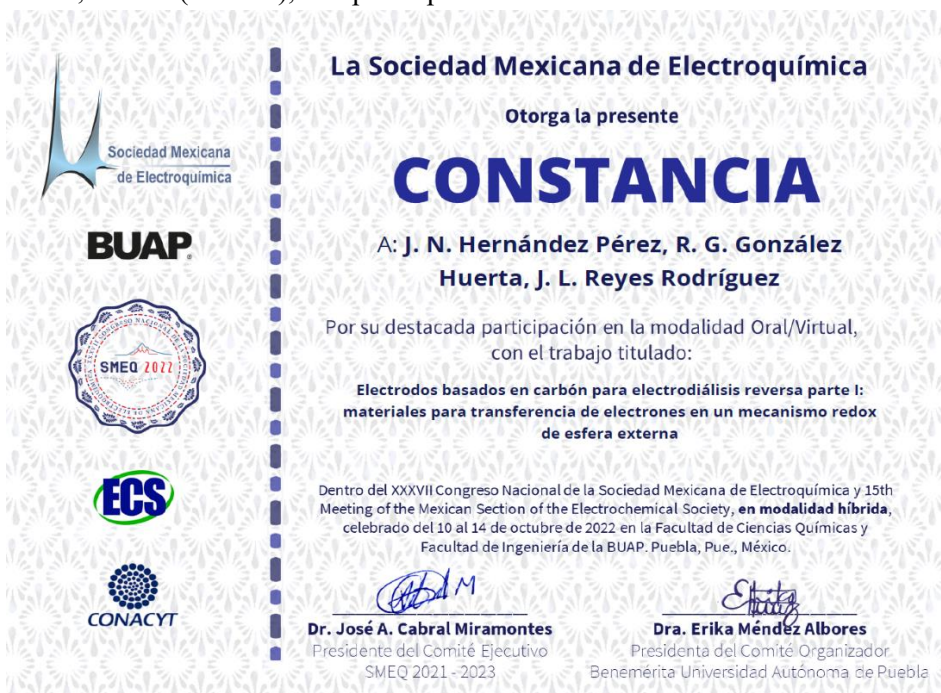 La Sociedad Mexicana de Electroquímica
Otorga la presente
CONSTANCIA
A: J. N. Hernández Pérez, R. G. González
Huerta, J. L. Reyes Rodríguez
Por su destacada participación en la modalidad Oral/Virtual,
con el trabajo titulado:
Electrodos basados en carbón para electrodiálisis reversa parte I:
materiales para transferencia de electrones en un mecanismo redox
de esfera externa
Dentro del XXXVII Congreso Nacional de la Sociedad Mexicana de Electroquímica y 15th
Meeting of the Mexican Section of the Electrochemical Society, en modalidad híbrida,
celebrado del 10 al 14 de octubre de 2022 en la Facultad de Ciencias Químicas y
Facultad de Ingeniería de la BUAP. Puebla, Pue., México.
Dr. José A. Cabral Miramontes
Presidente del Comité Ejecutivo
SMEQ 2021 - 2023
Dra. Erika Méndez Albores
Presidenta del Comité Organizador
Benemérita Universidad Autónoma de Puebla
Sociedad Mexicana
de Electroquímica
BUAP
SMEQ 2022
ECS
CONACYT